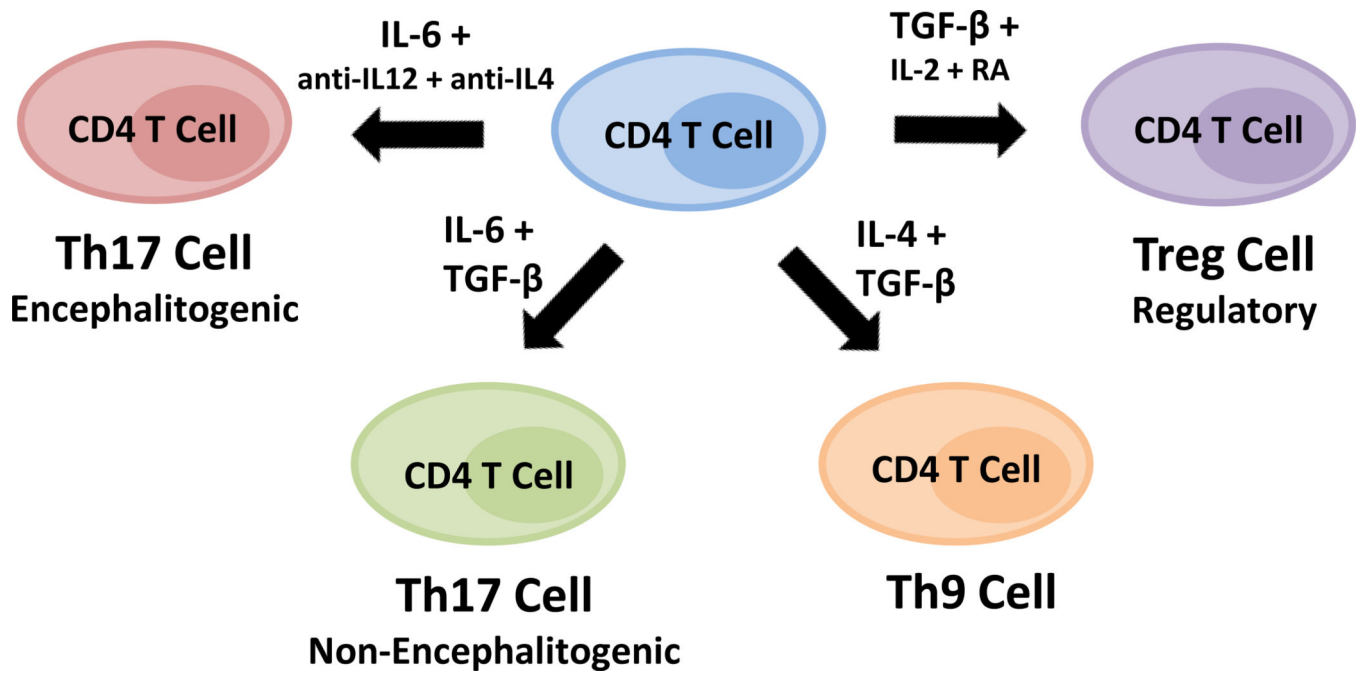 IL-6 +
anti-IL12 + anti-IL4
TGF-β +
IL-2 + RA
CD4 T Cell
CD4 T Cell
CD4 T Cell
Th17 Cell
Encephalitogenic
IL-6 +
TGF-β
IL-4 +
TGF-β
Treg Cell
Regulatory
CD4 T Cell
CD4 T Cell
Th17 Cell
Non-Encephalitogenic
Th9 Cell